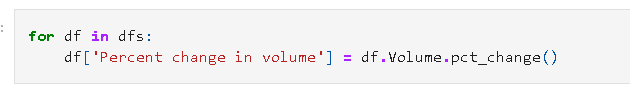 for df in dfs:
    df['Percent change in volume'] = df.Volume.pct_change()